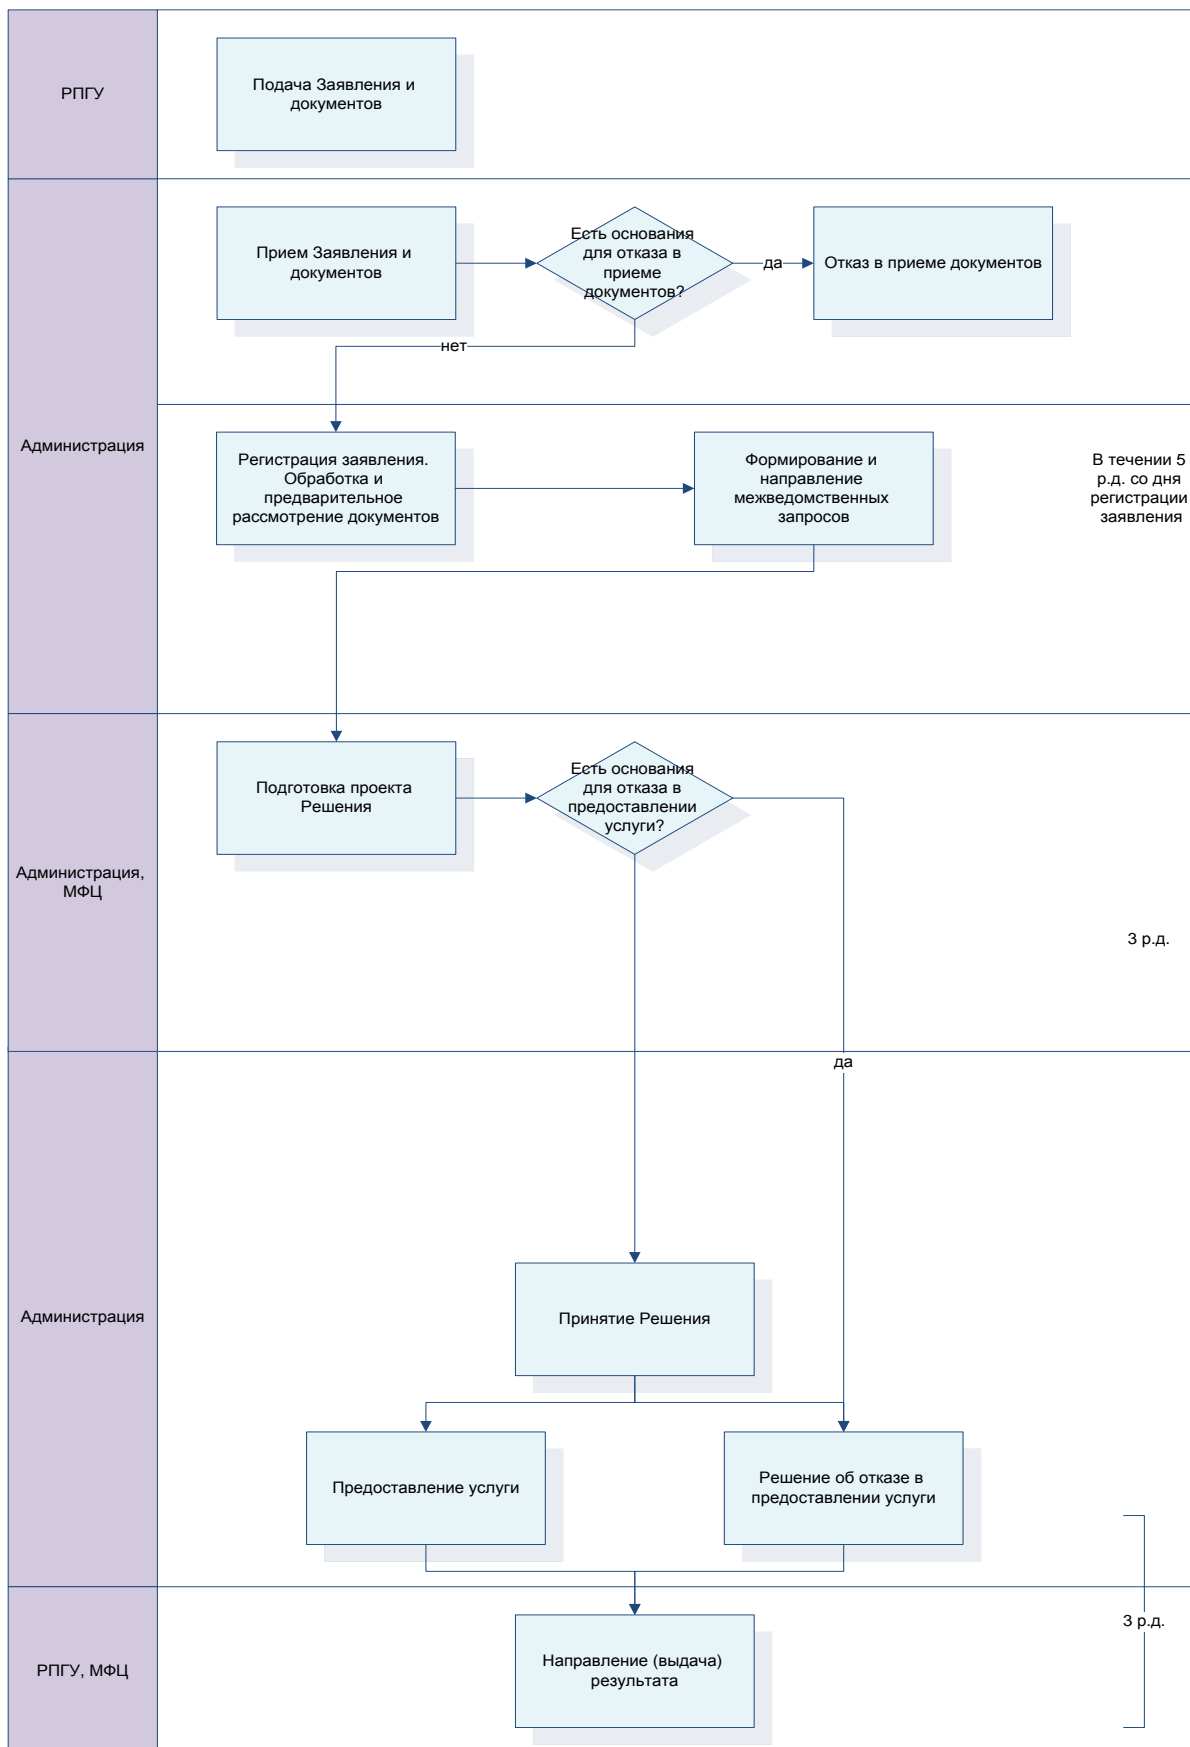 РПГУ
Подача Заявления и
документов
Администрация
Прием Заявления и
документов
Есть основания
для отказа в
приеме
документов?
да
Отказ в приеме документов
нет
Регистрация заявления.
Обработка и
предварительное
рассмотрение документов
Формирование и
направление
межведомственных
запросов
В течении 5
р.д. со дня
регистрации
заявления
Администрация,
МФЦ
Подготовка проекта
Решения
Есть основания
для отказа в
предоставлении
услуги?
3 р.д.
да
Администрация
Принятие Решения
Предоставление услуги
Решение об отказе в
предоставлении услуги
РПГУ, МФЦ
Направление (выдача)
результата
3 р.д.